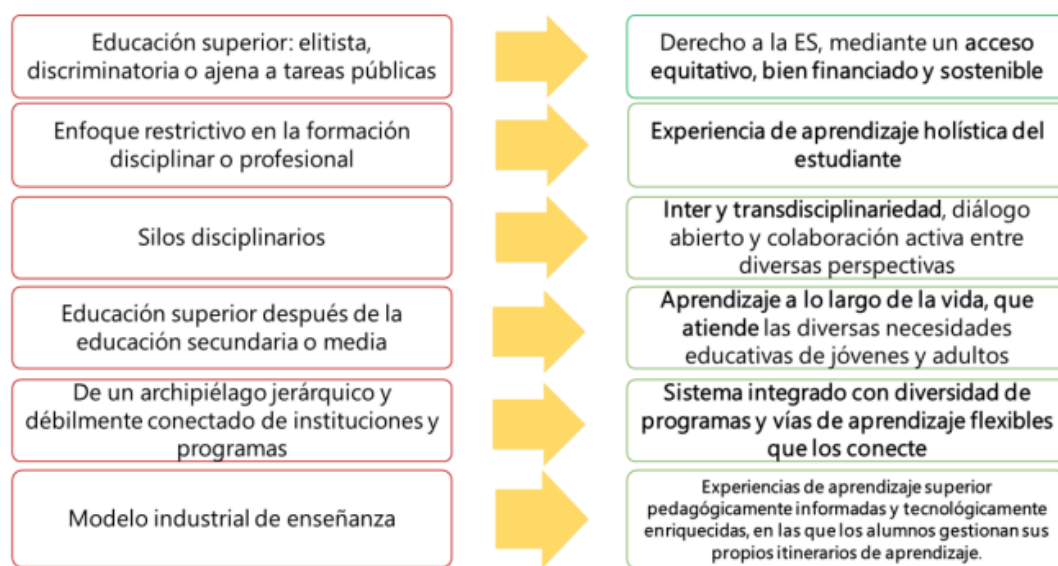 Educación superior: elitista,
discriminatoria o ajena a tareas públicas
Derecho a la ES, mediante un acceso
equitativo, bien financiado y sostenible
Enfoque restrictivo en la formación
disciplinar o profesional
Experiencia de aprendizaje holística del
estudiante
Silos disciplinarios
Inter y transdisciplinariedad, diálogo
abierto y colaboración activa entre
diversas perspectivas
Educación superior después de la
educación secundaria o media
Aprendizaje a lo largo de la vida, que
atiende las diversas necesidades
educativas de jóvenes y adultos
De un archipiélago jerárquico y
débilmente conectado de instituciones y
programas
Sistema integrado con diversidad de
programas y vías de aprendizaje flexibles
que los conecte
Modelo industrial de enseñanza
Experiencias de aprendizaje superior
pedagógicamente informadas y tecnológicamente
enriquecidas, en las que los alumnos gestionan sus
propios itinerarios de aprendizaje.